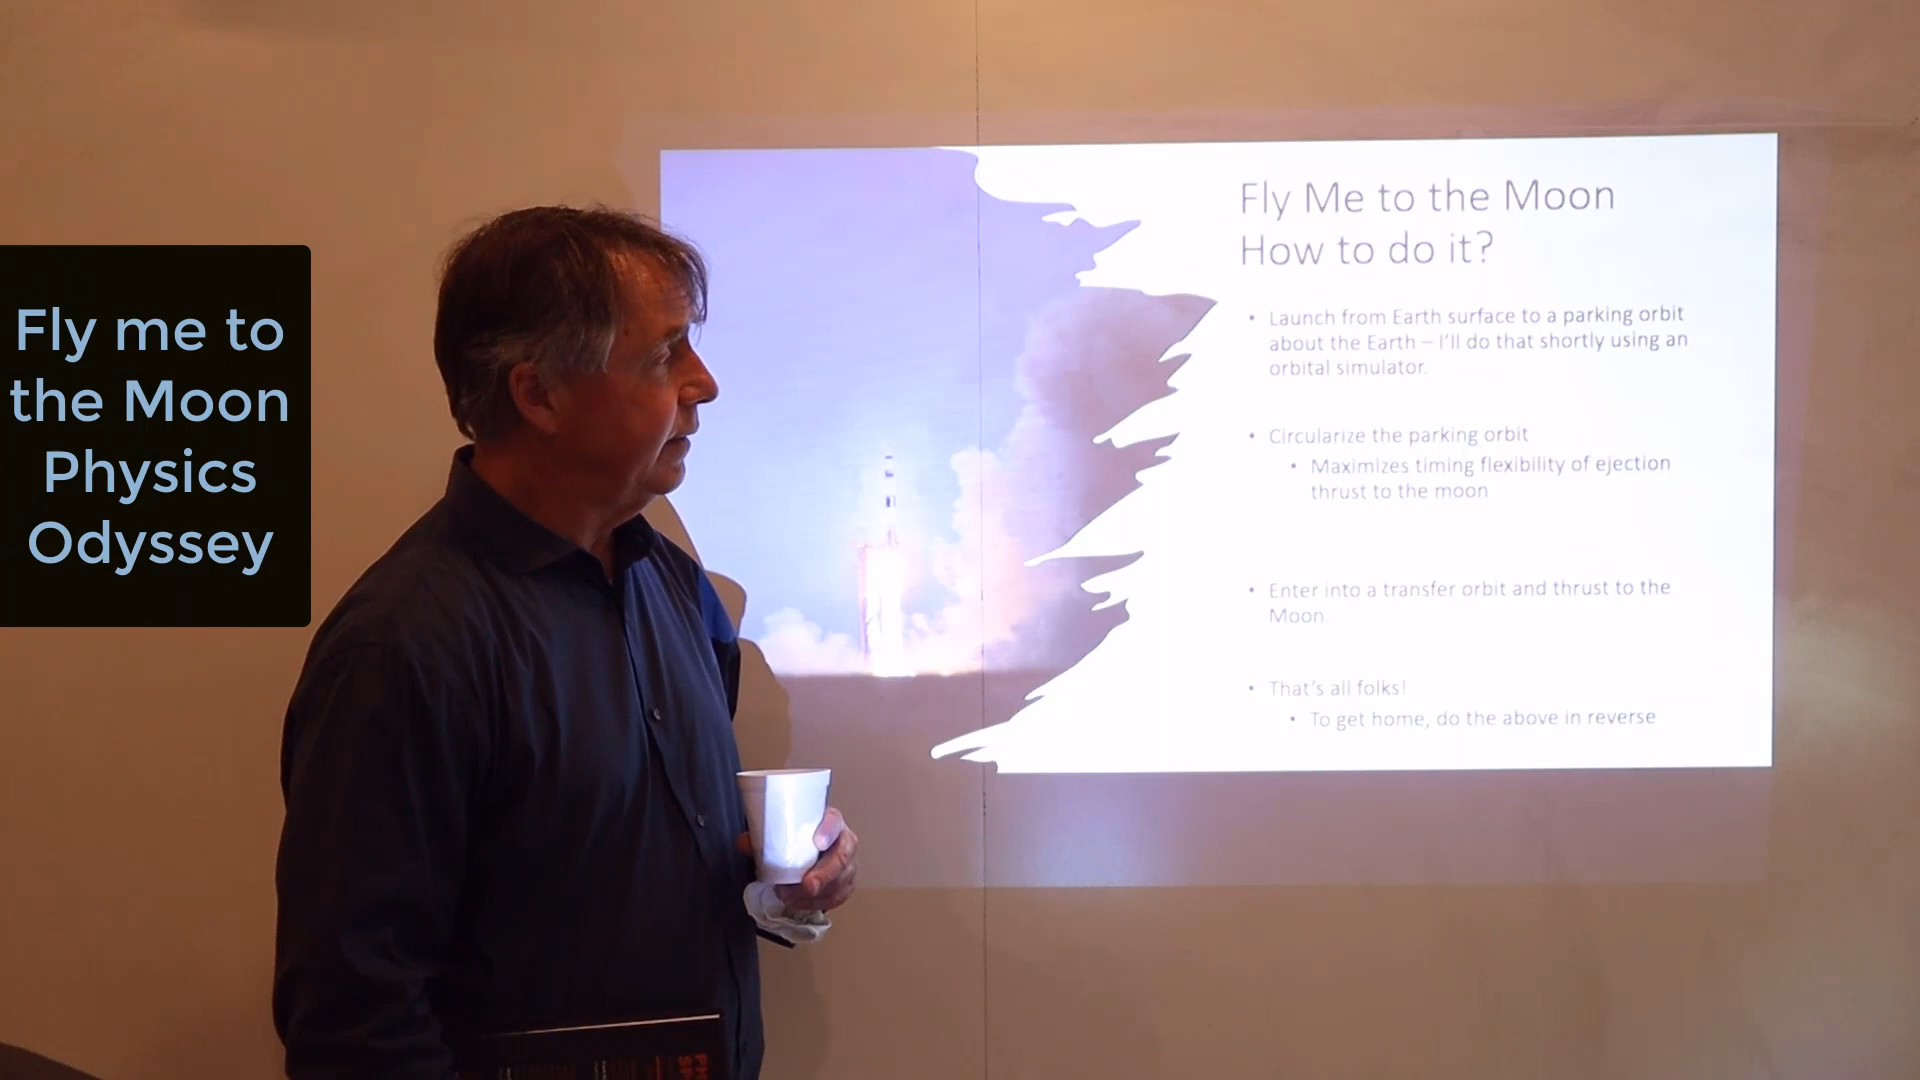 Fly me to
the Moon
Physics
Odyssey
Fly Me to the Moon
How to do it?
• Launch from Earth surface to a parking orbit
about the Earth – I'll do that shortly using an
orbital simulator.
• Circularize the parking orbit
• Maximizes timing flexibility of ejection
thrust to the moon
• Enter into a transfer orbit and thrust to the
Moon.
• That's all folks!
• To get home, do the above in reverse